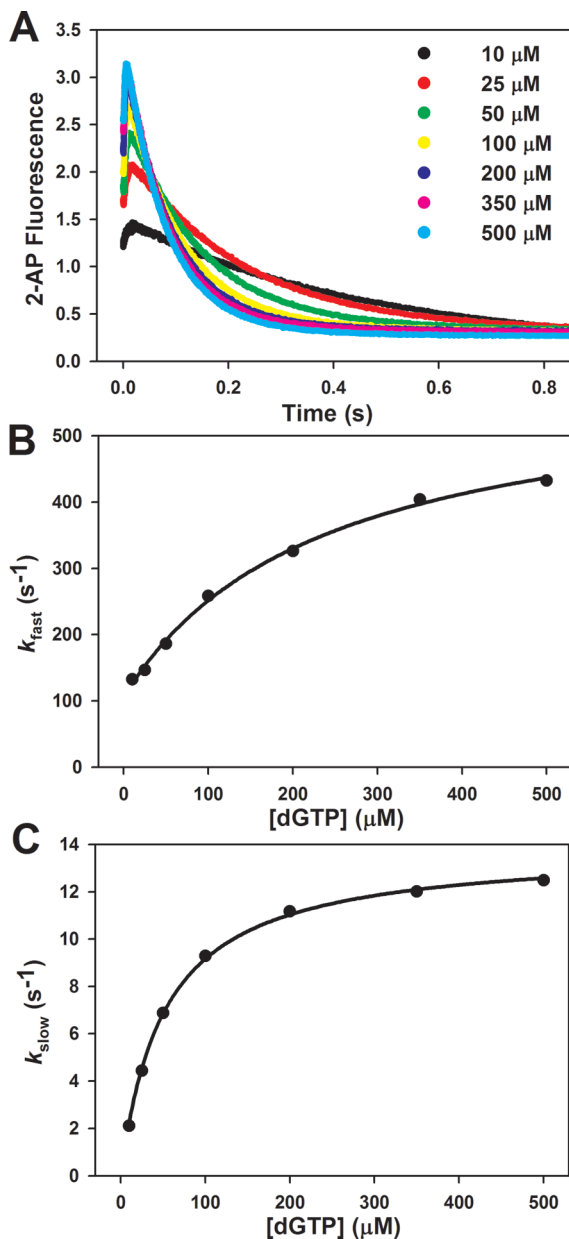 A
3.5
3.0
2.5
2.0
1.5
1.0
0.5
0.0
2-AP Fluorescence
10 μM
25 μM
50 μM
100 μM
200 μM
350 μM
500 μM
0.0 0.2 0.4 0.6 0.8
Time (s)
B
500
400
300
200
100
0
kfast (s-1)
0 100 200 300 400 500
[dGTP] (μM)
C
14
12
10
8
6
4
2
0
kslow (s-1)
0 100 200 300 400 500
[dGTP] (μM)